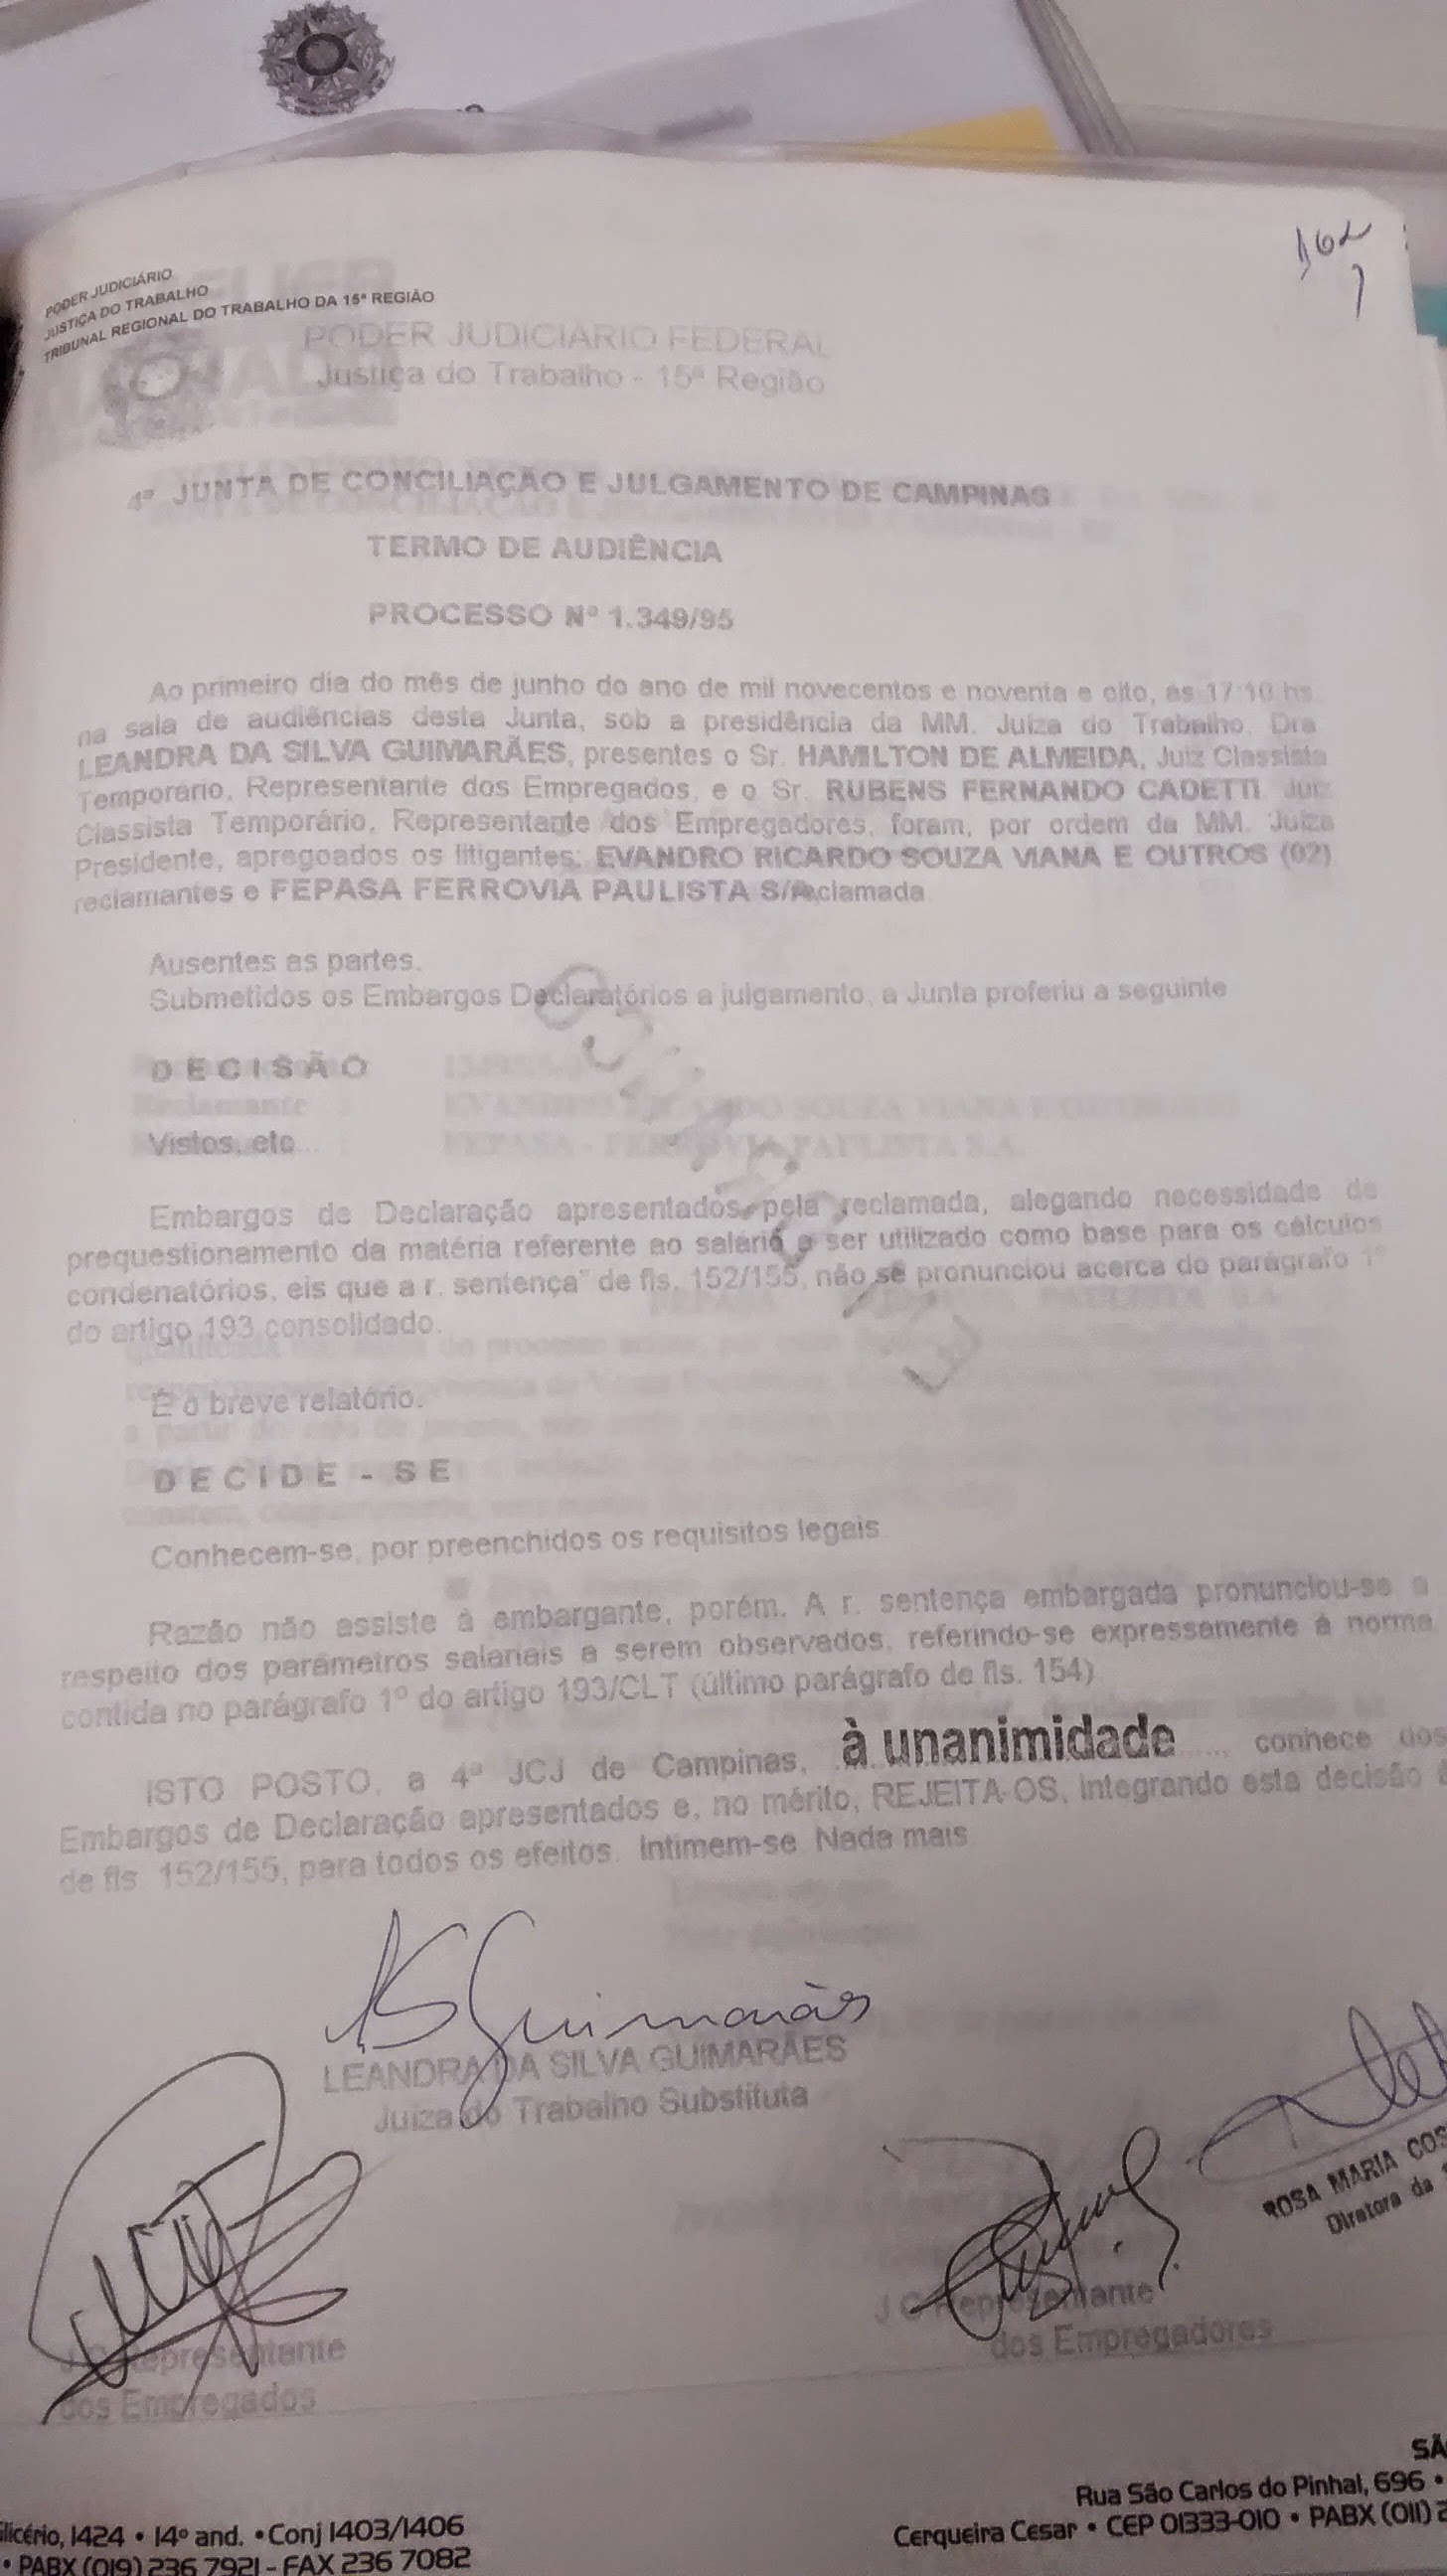 162
PODER JUDICIÁRIO
JUSTIÇA DO TRABALHO
TRIBUNAL REGIONAL DO TRABALHO DA 15ª REGIÃO
PODER JUDICIÁRIO FEDERAL
Justiça do Trabalho - 15ª Região
4ª JUNTA DE CONCILIAÇÃO E JULGAMENTO DE CAMPINAS
TERMO DE AUDIÊNCIA
PROCESSO Nº 1.349/95
Ao primeiro dia do mês de junho do ano de mil novecentos e noventa e oito, às 17:10 hs
na sala de audiências desta Junta, sob a presidência da MM. Juíza do Trabalho, Dra
LEANDRA DA SILVA GUIMARÃES, presentes o Sr. HAMILTON DE ALMEIDA, Juiz Classista
Temporário, Representante dos Empregados, e o Sr. RUBENS FERNANDO CADETTI, Juiz
Classista Temporário, Representante dos Empregadores, foram, por ordem da MM. Juíza
Presidente, apregoados os litigantes: EVANDRO RICARDO SOUZA VIANA E OUTROS (02)
reclamantes e FEPASA FERROVIA PAULISTA S/A, reclamada
Ausentes as partes.
Submetidos os Embargos Declaratórios a julgamento, a Junta proferiu a seguinte
DECISÃO
Reclamante EVANDRO RICARDO SOUZA VIANA
Vistos, etc.
FEPASA - FERROVIA PAULISTA S.A.
Embargos de Declaração apresentados pela reclamada, alegando necessidade de
prequestionamento da matéria referente ao salário a ser utilizado como base para os cálculos
condenatórios, eis que a r. sentença" de fls. 152/155, não se pronunciou acerca do parágrafo 1º
do artigo 193 consolidado.
É o breve relatório.
DECIDE - SE
Conhecem-se, por preenchidos os requisitos legais
Razão não assiste à embargante, porém. A r. sentença embargada pronunciou-se a
respeito dos parâmetros salariais a serem observados, referindo-se expressamente à norma
contida no parágrafo 1º do artigo 193/CLT (último parágrafo de fls. 154)
ISTO POSTO, a 4ª JCJ de Campinas, à unanimidade ...., conhece dos
Embargos de Declaração apresentados e, no mérito, REJEITA-OS, integrando esta decisão à
de fls. 152/155, para todos os efeitos. Intimem-se. Nada mais
LSGuimarães
LEANDRA DA SILVA GUIMARÃES
Juíza do Trabalho Substituta
ROSA MARIA COS
Diretora da
J C Representante
dos Empregadores
J C Representante
dos Empregados
SÃ
Rua São Carlos do Pinhal, 696 •
Cerqueira Cesar • CEP 01333-010 • PABX (011) 2
licério, 1424 • 14º and. • Conj 1403/1406
• PABX (019) 236 7921 - FAX 236 7082